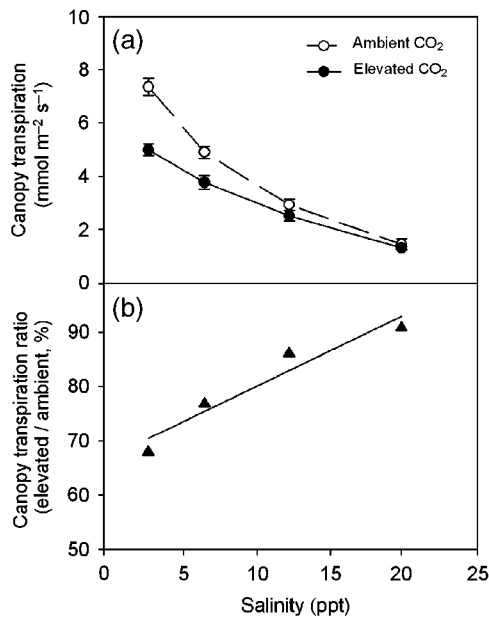 10
(a)
Ambient CO₂
Elevated CO₂
8
6
4
2
0
Canopy transpiration
(mmol m⁻² s⁻¹)
(b)
90
80
70
60
50
Canopy transpiration ratio
(elevated / ambient, %)
0 5 10 15 20 25
Salinity (ppt)